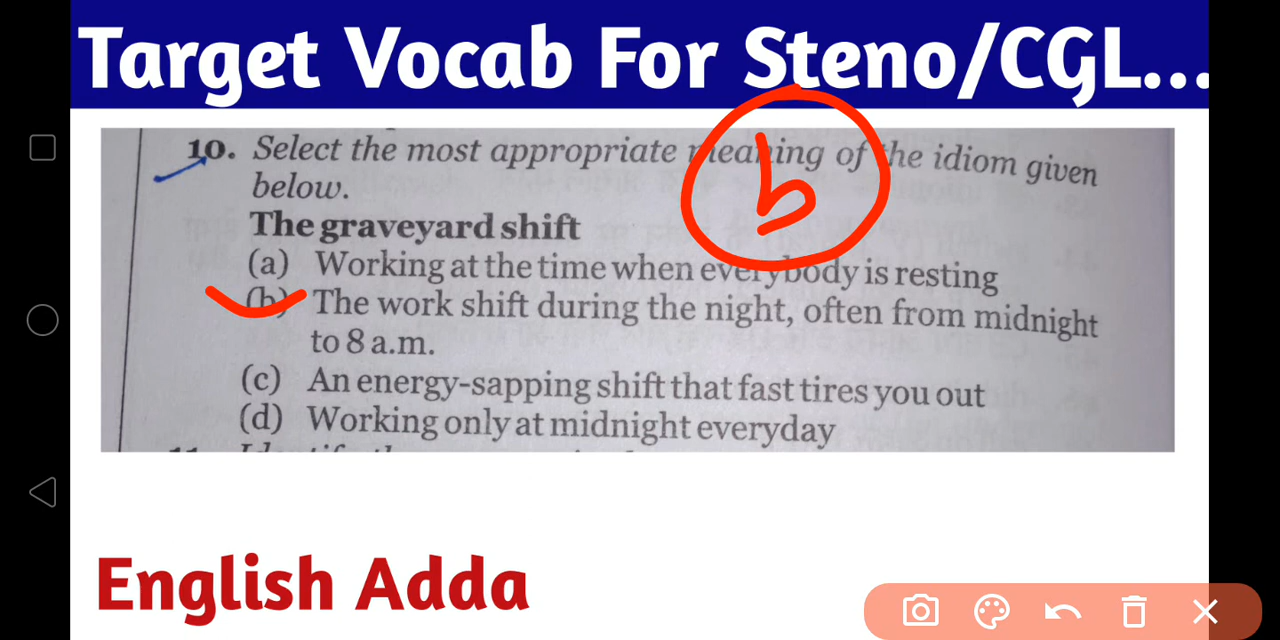 Target Vocab For Steno/CGL...
10. Select the most appropriate meaning of the idiom given
below.
b
The graveyard shift
(a) Working at the time when everybody is resting
(b) The work shift during the night, often from midnight
to 8 a.m.
(c) An energy-sapping shift that fast tires you out
(d) Working only at midnight everyday
English Adda